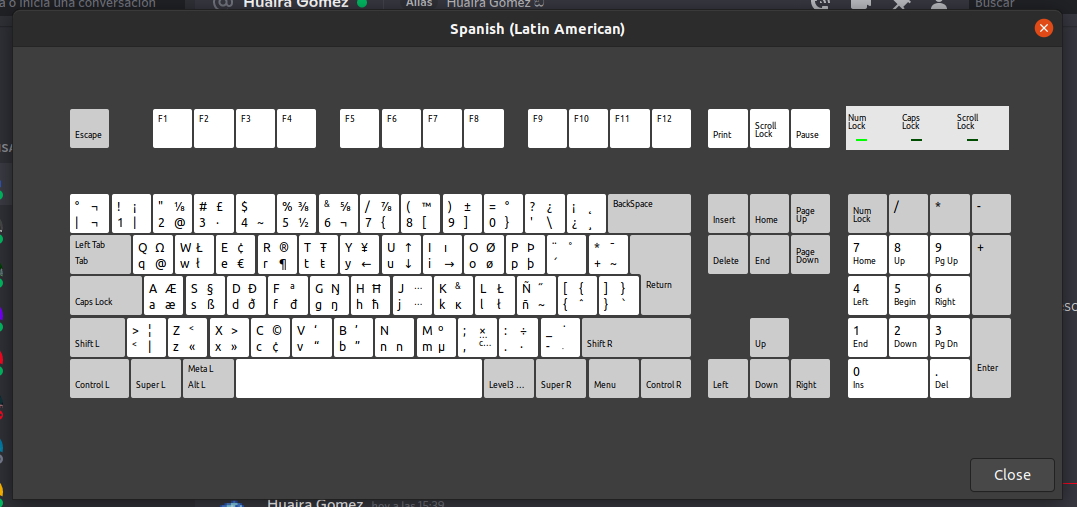 a o inicia una conversación
Huaira Gómez
Alias
Huaira Gomez
Buscar
Spanish (Latin American)
Escape
F1
F2
F3
F4
F5
F6
F7
F8
F9
F10
F11
F12
Print
Scroll
Lock
Pause
Num
Lock
Caps
Lock
Scroll
Lock
° ¬ ! ¡ " ⅛ # £ $ % ⅜ & ⅝ / ⅞ ( ™ ) ± = ° ? ¿ ¡ ˛
| ¬ 1 | 2 @ 3 · 4 ~ 5 ½ 6 ¬ 7 { 8 [ 9 ] 0 } ' \ ¿ ¸
BackSpace
Insert
Home
Page
Up
Num
Lock
/
*
-
Left Tab
Tab
Q Ω W Ł E ¢ R ® T Ŧ Y ¥ U ↑ I ı O Ø P Þ ¨ ° * ¯
q @ w ł e € r ¶ t ŧ y ← u ↓ i → o ø p þ ´ + ~
Return
Delete
End
Page
Down
7
Home
8
Up
9
Pg Up
+
Caps Lock
A Æ S § D Ð F ª G Ŋ H Ħ J ... K & L Ł Ñ ˝ [ { ] }
a æ s ß d ð f đ g ŋ h ħ j ... k ĸ l ł ñ ~ { ^ } `
4
Left
5
Begin
6
Right
Shift L
> ¦ Z < X > C © V ‘ B ’ N M º ; × : ÷ _ ˙
< | z « x » c ¢ v “ b ” n n m µ , c... . · -
Shift R
Up
1
End
2
Down
3
Pg Dn
Enter
Control L
Super L
Meta L
Alt L
Level3 ...
Super R
Menu
Control R
Left
Down
Right
0
Ins
.
Del
Close
Huaira Gomez hoy a las 15:39